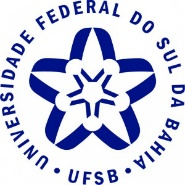 UNIVERSIDADE FEDERAL DO SUL DA BAHIA
· UFSB ·